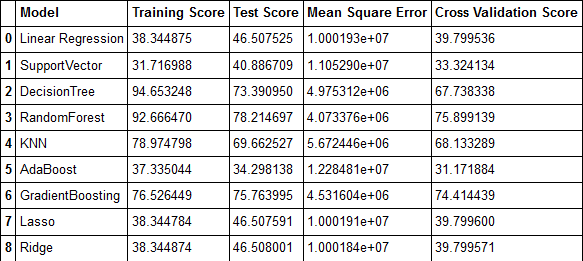 Model Training Score Test Score Mean Square Error Cross Validation Score
0 Linear Regression 38.344875 46.507525 1.000193e+07 39.799536
1 SupportVector 31.716988 40.886709 1.105290e+07 33.324134
2 DecisionTree 94.653248 73.390950 4.975312e+06 67.738338
3 RandomForest 92.666470 78.214697 4.073376e+06 75.899139
4 KNN 78.974798 69.662527 5.672446e+06 68.133289
5 AdaBoost 37.335044 34.298138 1.228481e+07 31.171884
6 GradientBoosting 76.526449 75.763995 4.531604e+06 74.414439
7 Lasso 38.344784 46.507591 1.000191e+07 39.799600
8 Ridge 38.344874 46.508001 1.000184e+07 39.799571